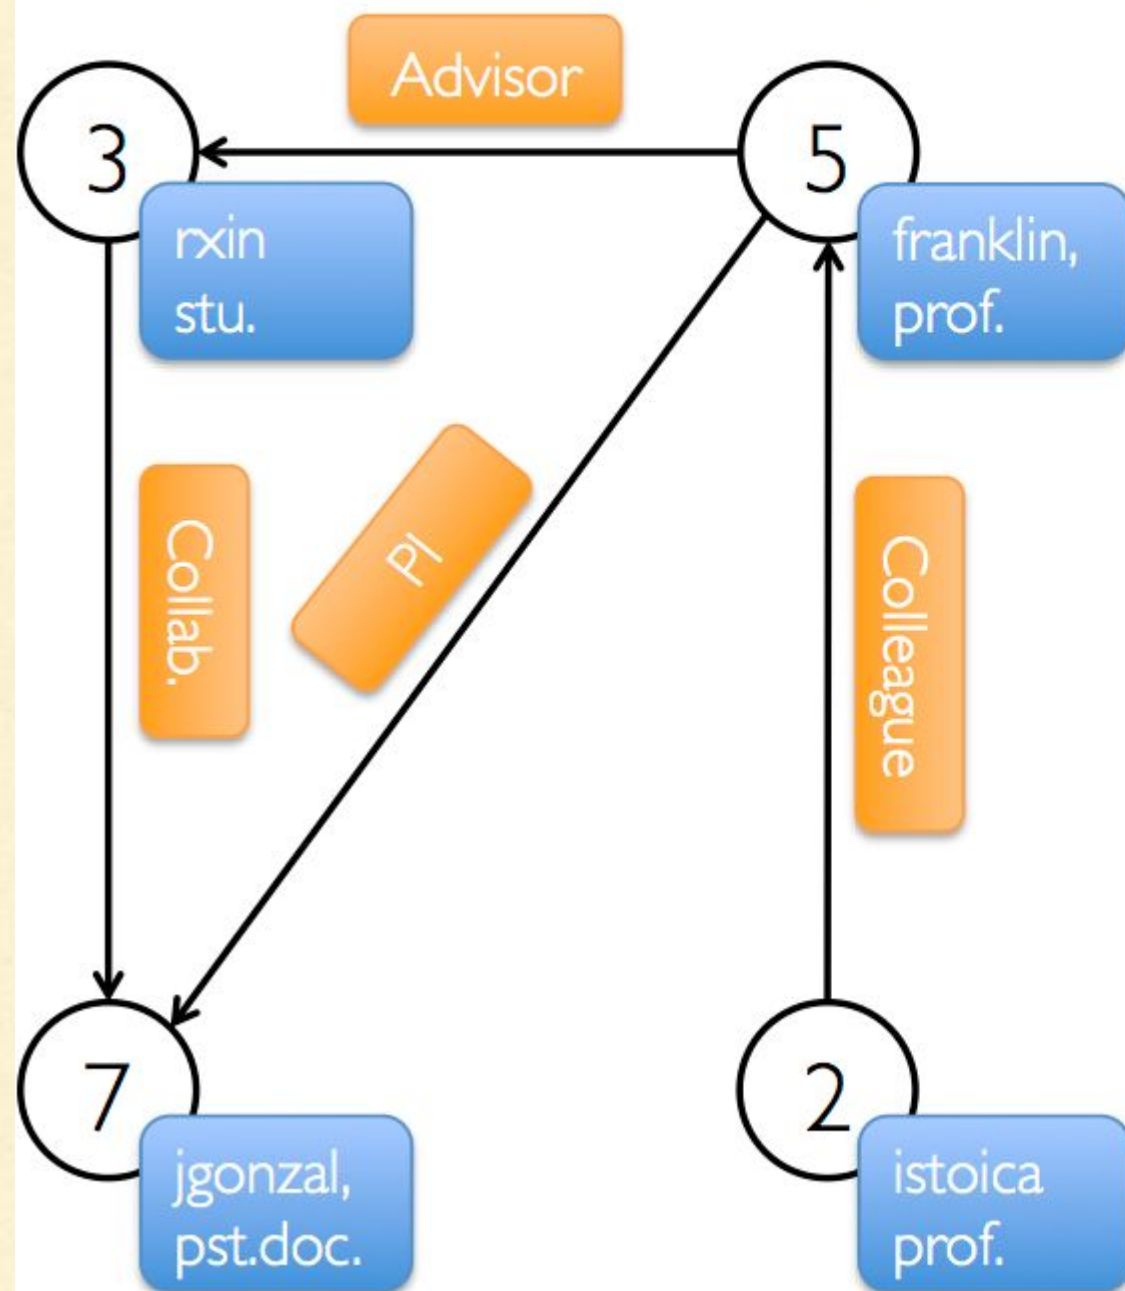 Advisor
3
5
rxin
stu.
franklin,
prof.
Collab.
PI
Colleague
7
2
jgonzal,
pst.doc.
istoica
prof.